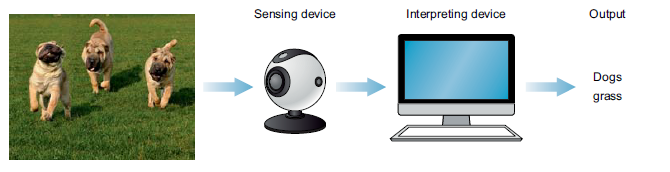 Sensing device
Interpreting device
Output
Dogs
grass